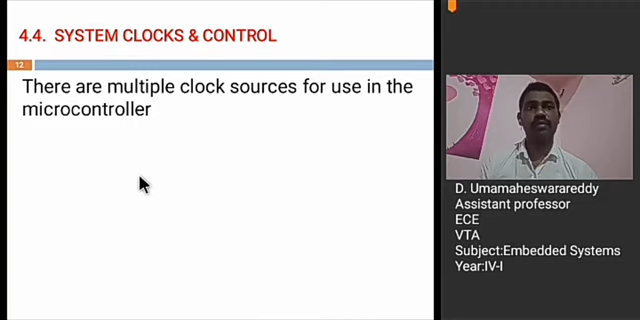 4.4. SYSTEM CLOCKS & CONTROL
12
There are multiple clock sources for use in the
microcontroller
D. Umamaheswarareddy
Assistant professor
ECE
VTA
Subject:Embedded Systems
Year:IV-I